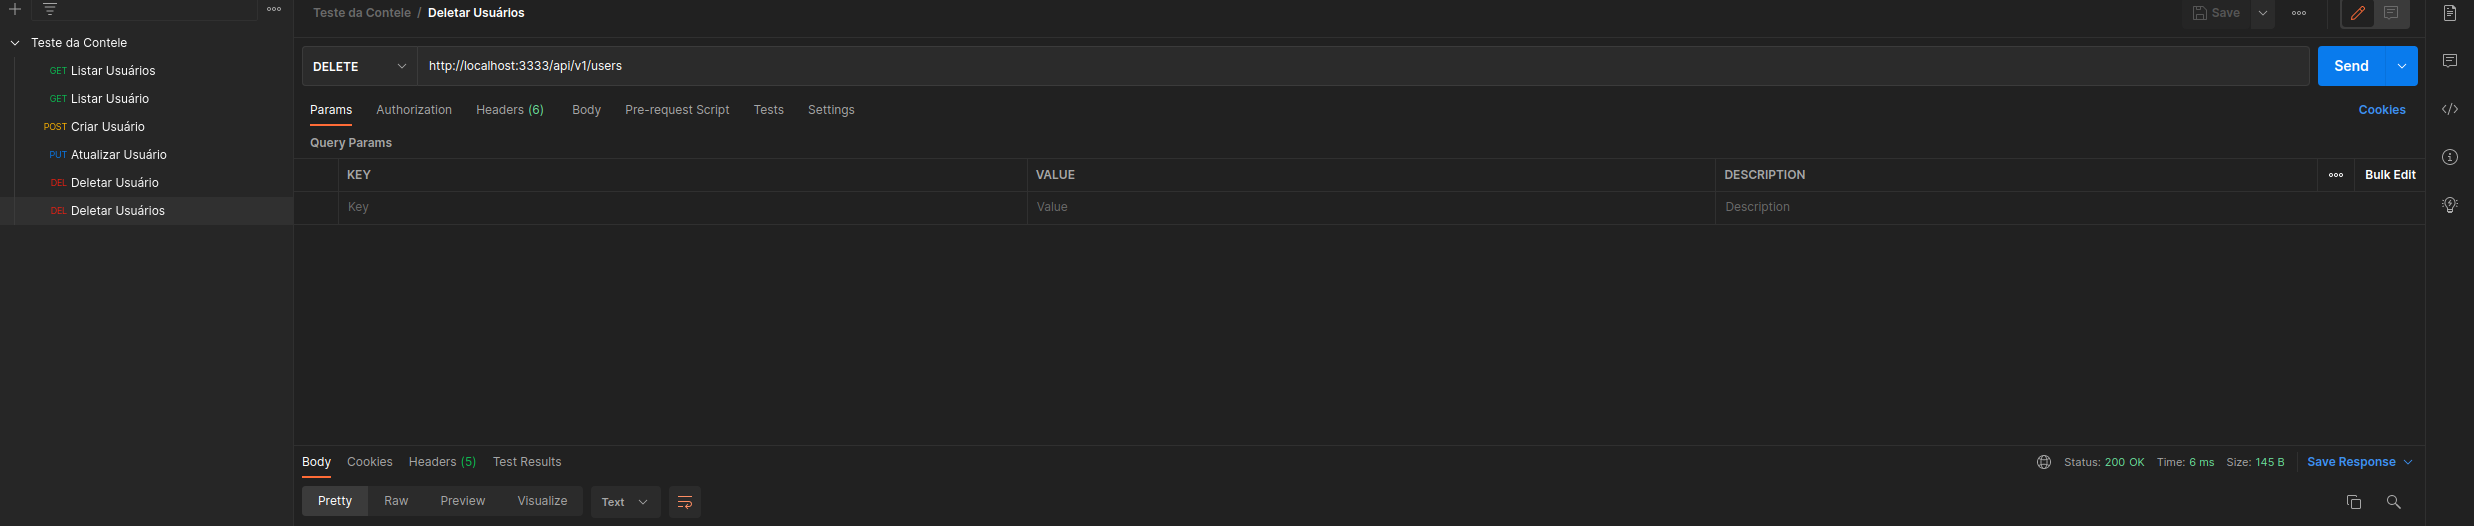 Teste da Contele / Deletar Usuários
Save
Teste da Contele
GET Listar Usuários
GET Listar Usuário
POST Criar Usuário
PUT Atualizar Usuário
DEL Deletar Usuário
DEL Deletar Usuários
DELETE http://localhost:3333/api/v1/users Send
Params Authorization Headers (6) Body Pre-request Script Tests Settings Cookies
Query Params
KEY VALUE DESCRIPTION Bulk Edit
Key Value Description
Body Cookies Headers (5) Test Results Status: 200 OK Time: 6 ms Size: 145 B Save Response
Pretty Raw Preview Visualize Text